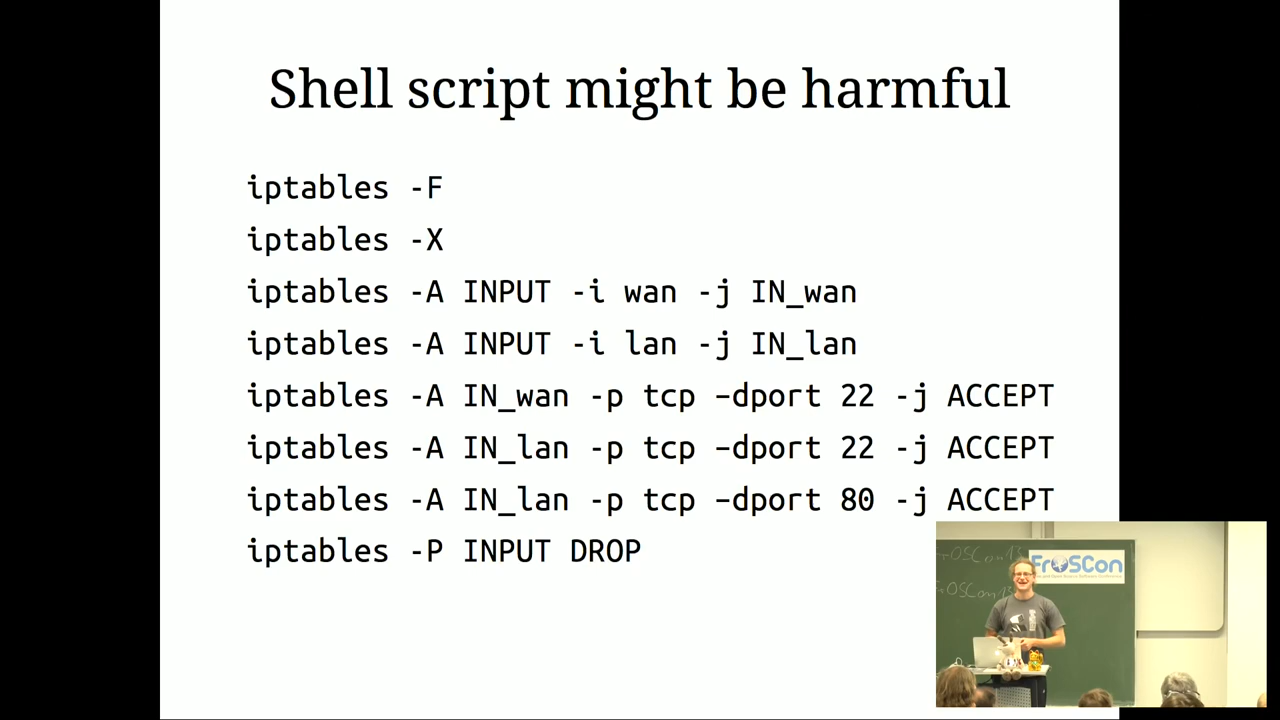 Shell script might be harmful
iptables -F
iptables -X
iptables -A INPUT -i wan -j IN_wan
iptables -A INPUT -i lan -j IN_lan
iptables -A IN_wan -p tcp –dport 22 -j ACCEPT
iptables -A IN_lan -p tcp –dport 22 -j ACCEPT
iptables -A IN_lan -p tcp –dport 80 -j ACCEPT
iptables -P INPUT DROP
FrOSCon